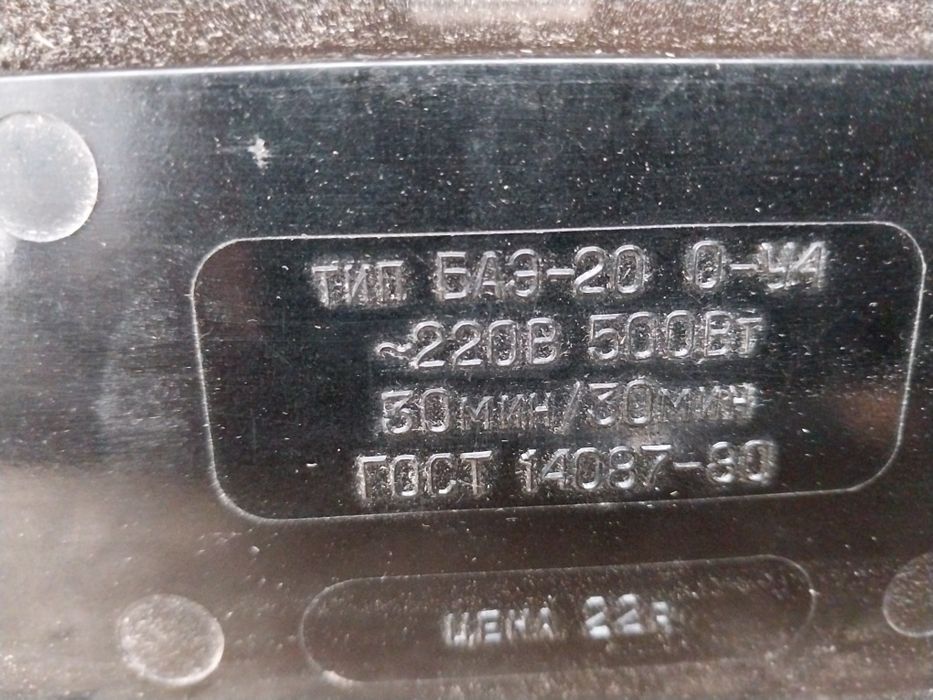 ТИП БАЭ-20 0-У4
~220В 500Вт
30мин/30мин
ГОСТ 14087-80
ЦЕНА 22Р